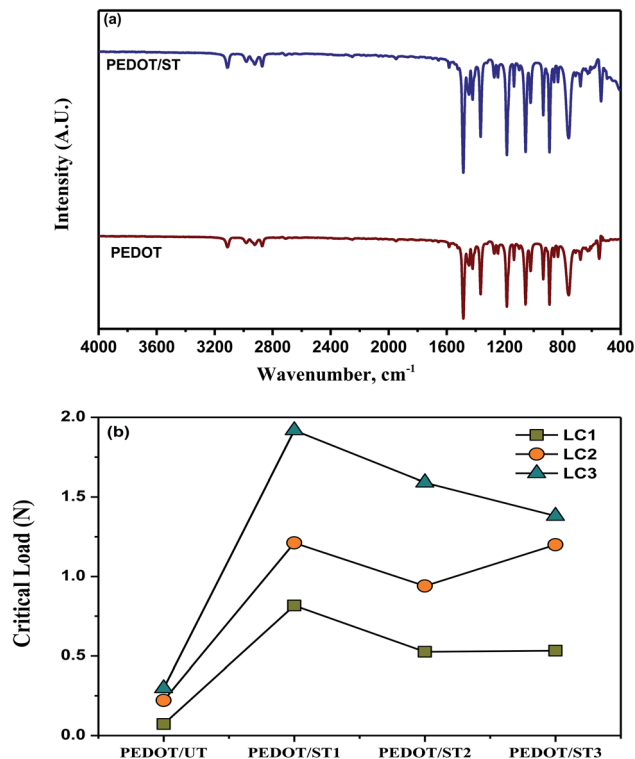 (a)
PEDOT/ST
PEDOT
Intensity (A.U.)
4000 3600 3200 2800 2400 2000 1600 1200 800 400
Wavenumber, cm⁻¹
(b)
LC1
LC2
LC3
2.0
1.5
1.0
0.5
0.0
Critical Load (N)
PEDOT/UT PEDOT/ST1 PEDOT/ST2 PEDOT/ST3